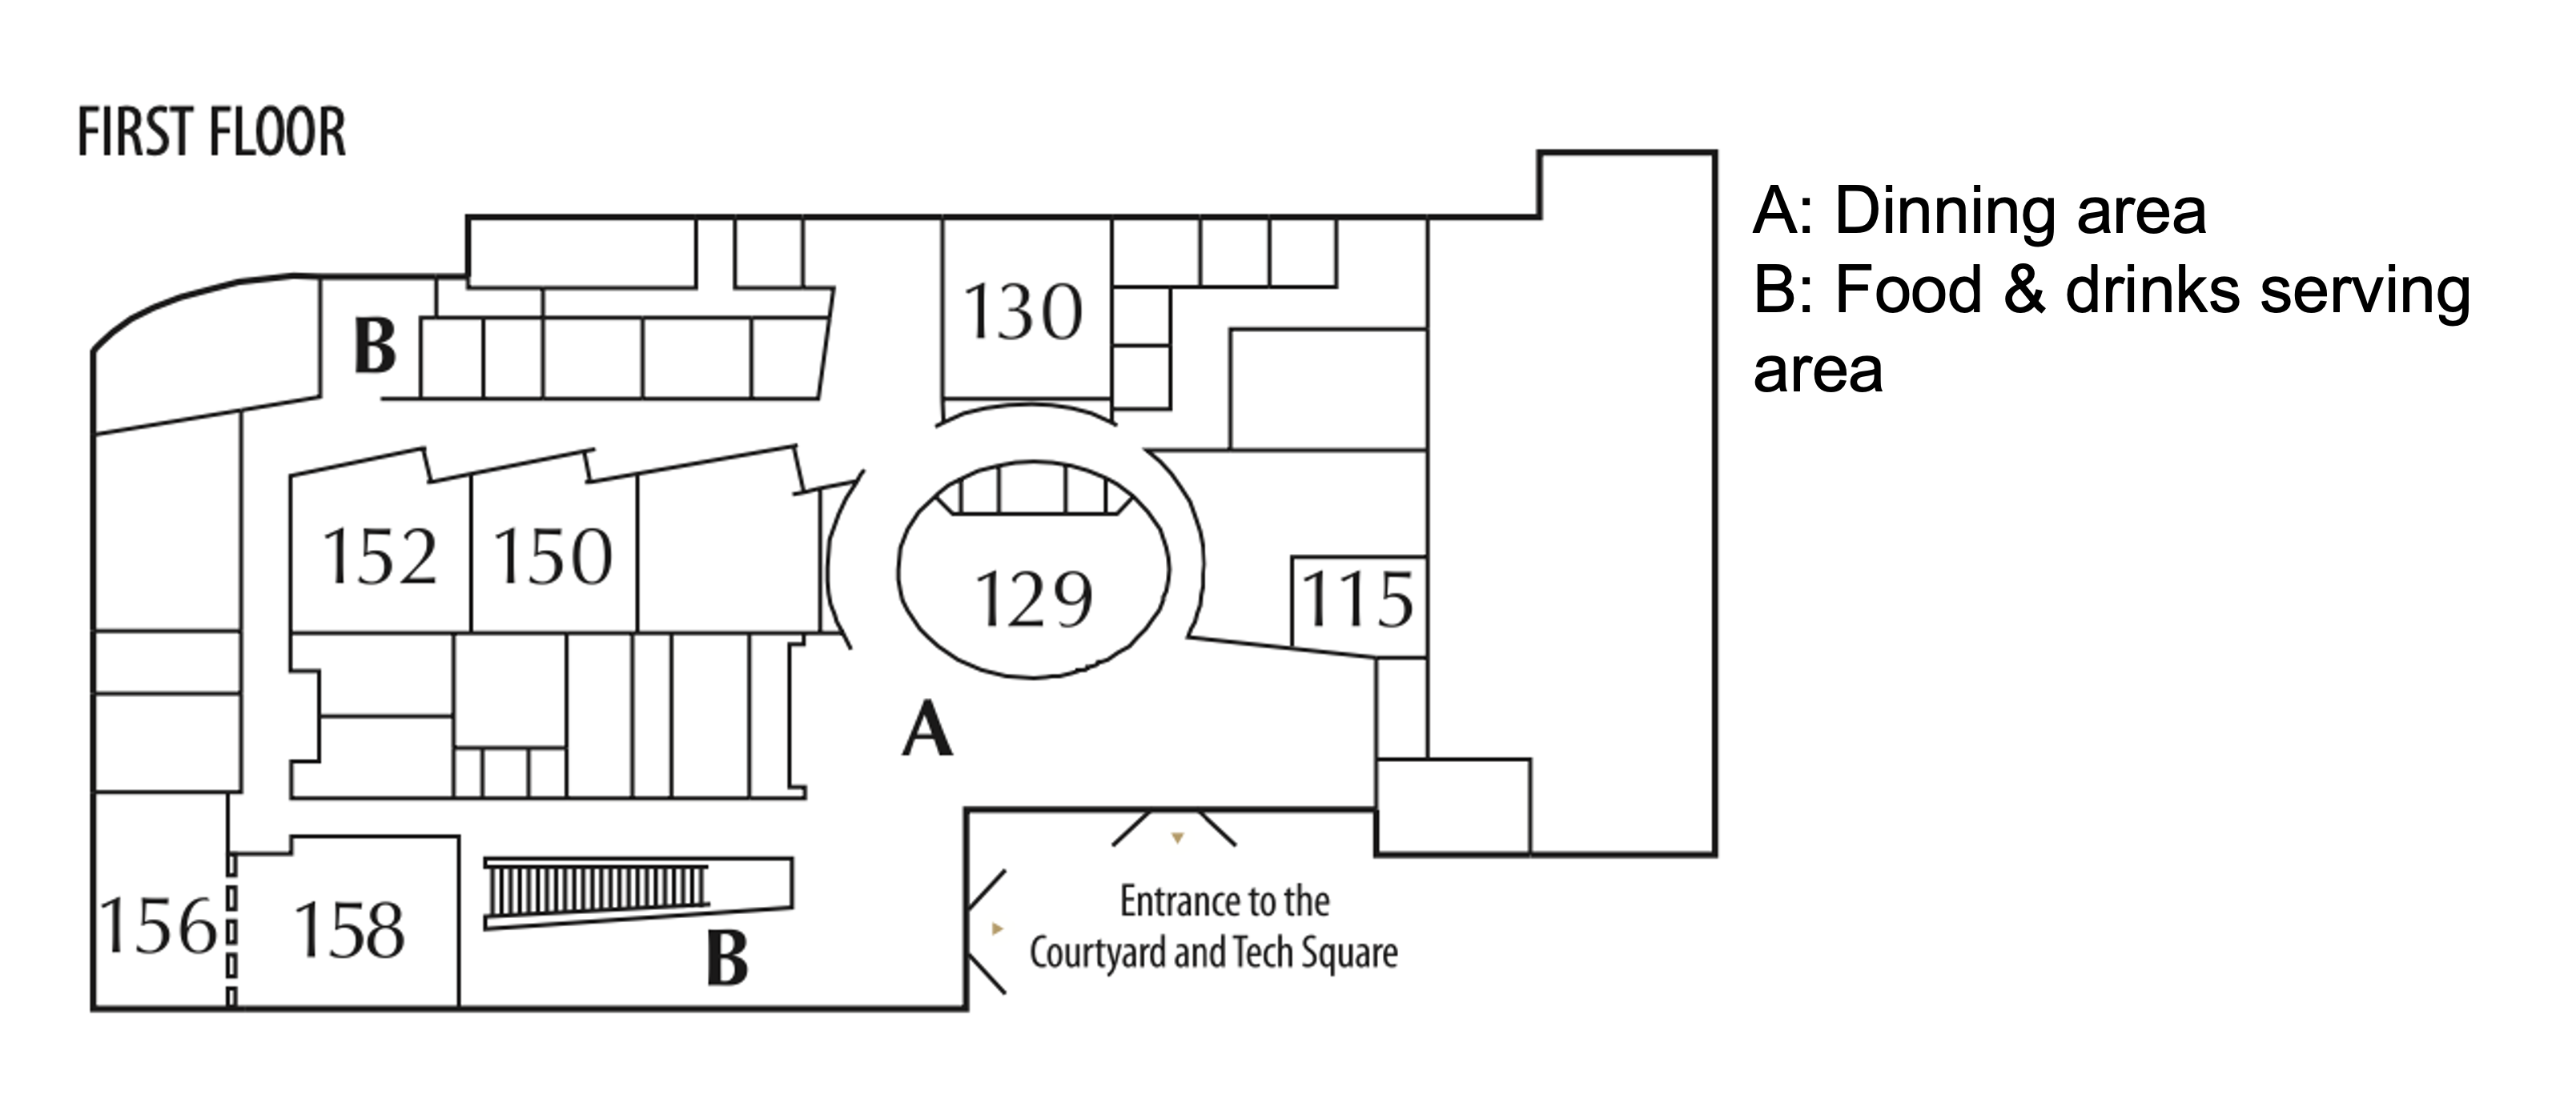 FIRST FLOOR
A: Dinning area
B: Food & drinks serving
area
130
B
152
150
129
115
A
156
158
B
Entrance to the
Courtyard and Tech Square